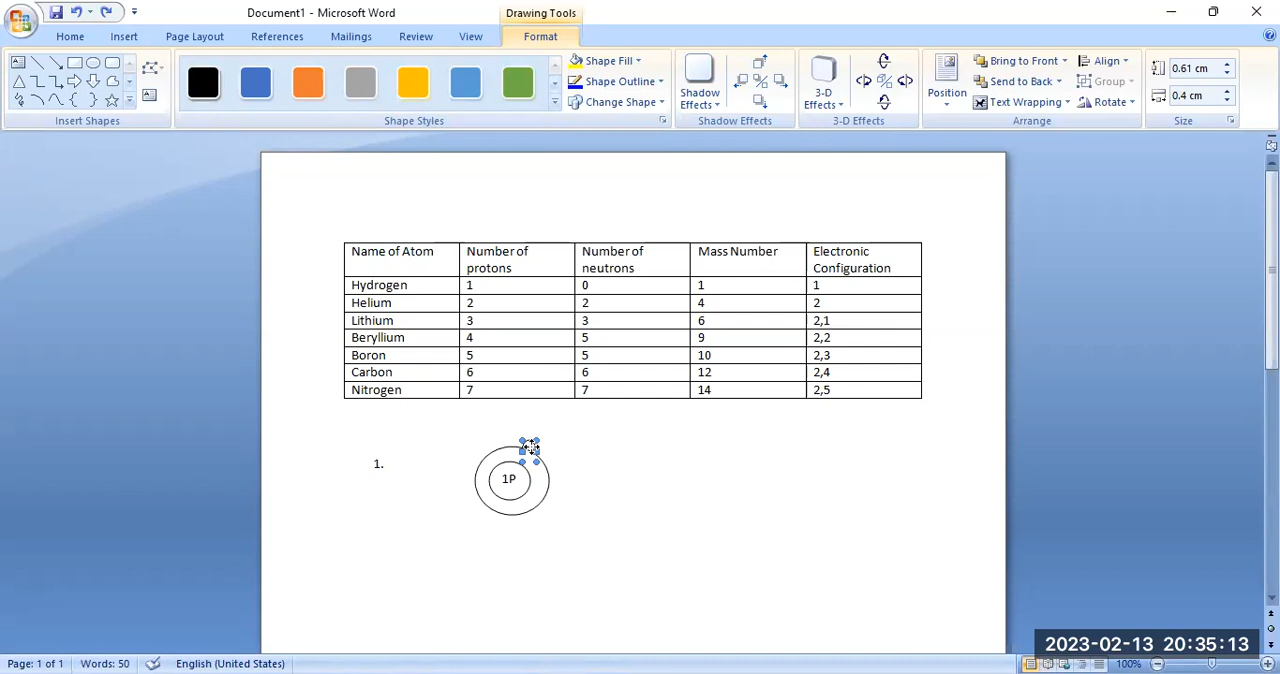 Document1 - Microsoft Word
Drawing Tools
Home Insert Page Layout References Mailings Review View Format
Shape Fill
Shape Outline
Change Shape
Shadow Effects
3-D Effects
Position
Bring to Front
Send to Back
Text Wrapping
Align
Group
Rotate
0.61 cm
0.4 cm
Insert Shapes Shape Styles Shadow Effects 3-D Effects Arrange Size
Name of Atom Number of protons Number of neutrons Mass Number Electronic Configuration
Hydrogen 1 0 1 1
Helium 2 2 4 2
Lithium 3 3 6 2,1
Beryllium 4 5 9 2,2
Boron 5 5 10 2,3
Carbon 6 6 12 2,4
Nitrogen 7 7 14 2,5
1.
1P
2023-02-13 20:35:13
Page: 1 of 1 Words: 50 English (United States) 100%